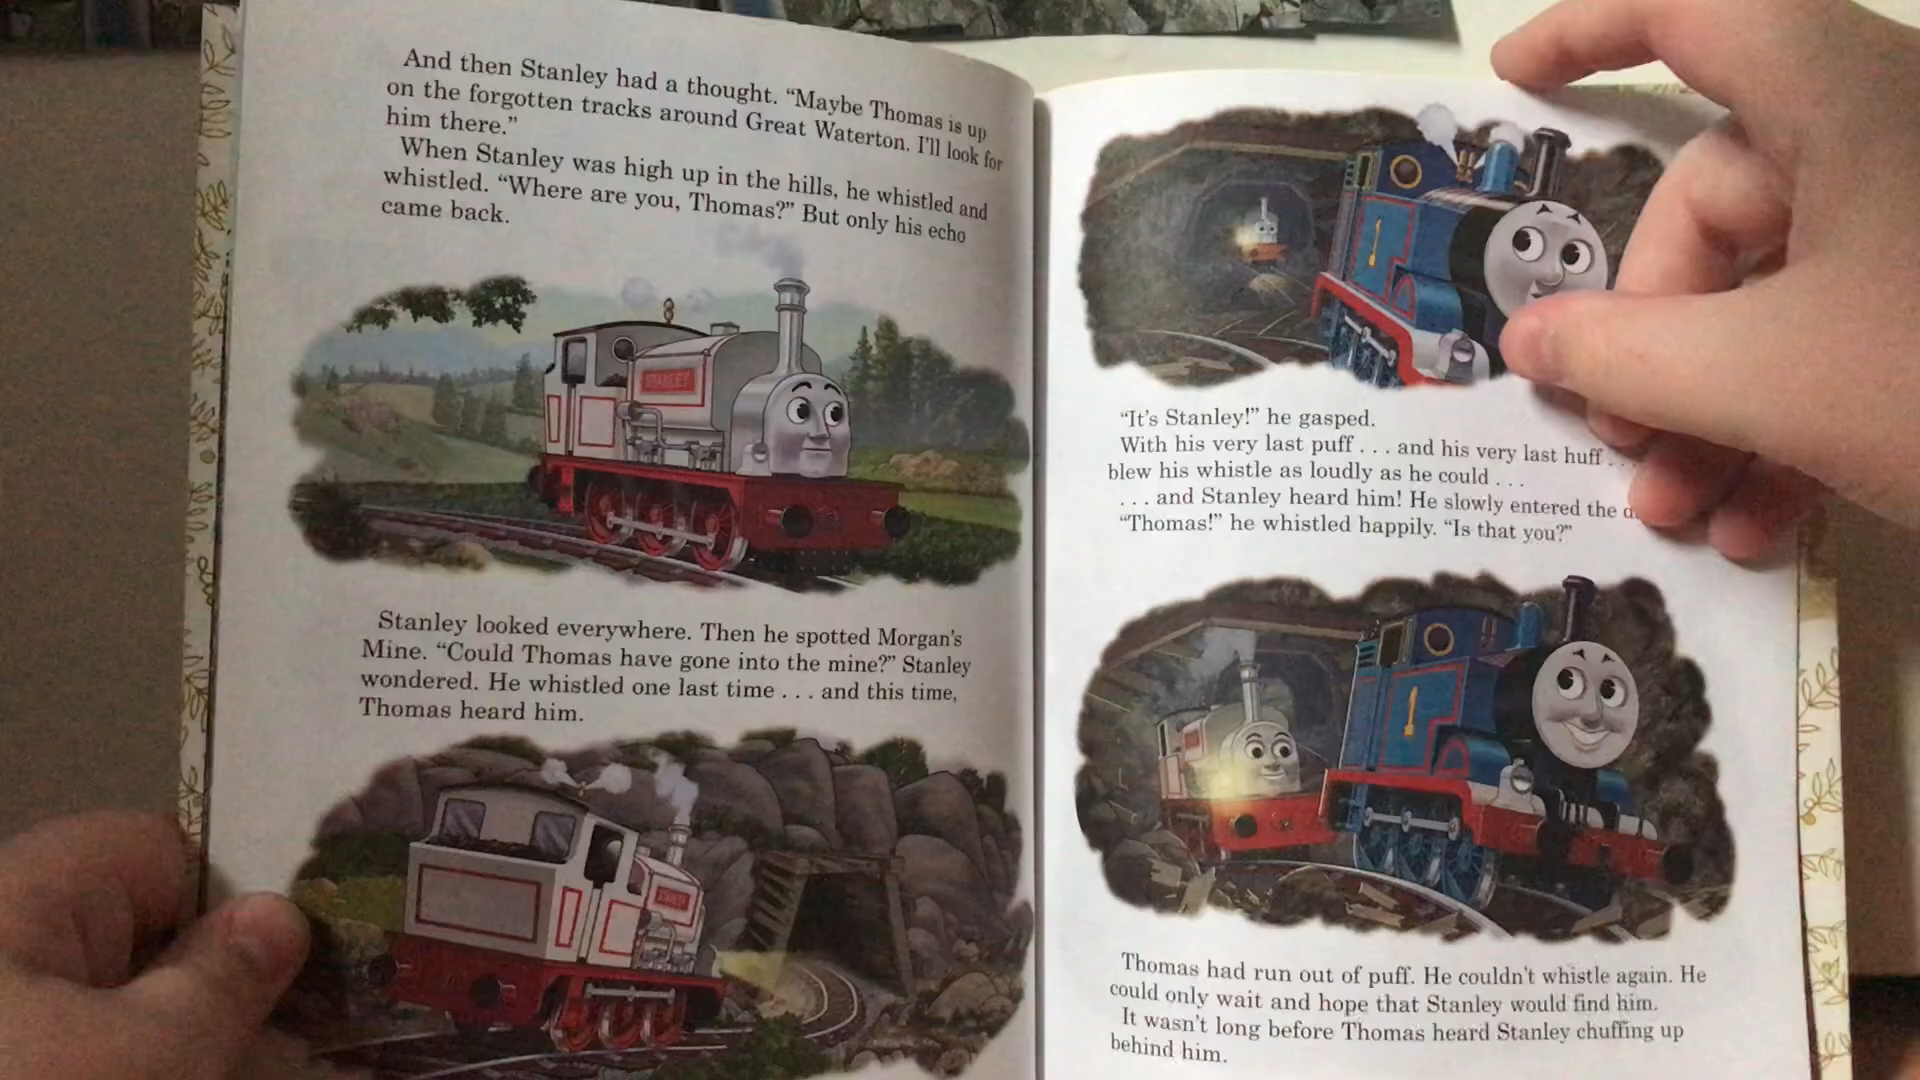 And then Stanley had a thought. “Maybe Thomas is up
on the forgotten tracks around Great Waterton. I'll look for
him there.”
When Stanley was high up in the hills, he whistled and
whistled. “Where are you, Thomas?” But only his echo
came back.
STANLEY
Stanley looked everywhere. Then he spotted Morgan's
Mine. “Could Thomas have gone into the mine?” Stanley
wondered. He whistled one last time . . . and this time,
Thomas heard him.
1
“It's Stanley!” he gasped.
With his very last puff . . . and his very last huff . .
blew his whistle as loudly as he could . . .
. . . and Stanley heard him! He slowly entered the
“Thomas!” he whistled happily. “Is that you?”
1
Thomas had run out of puff. He couldn't whistle again. He
could only wait and hope that Stanley would find him.
It wasn't long before Thomas heard Stanley chuffing up
behind him.